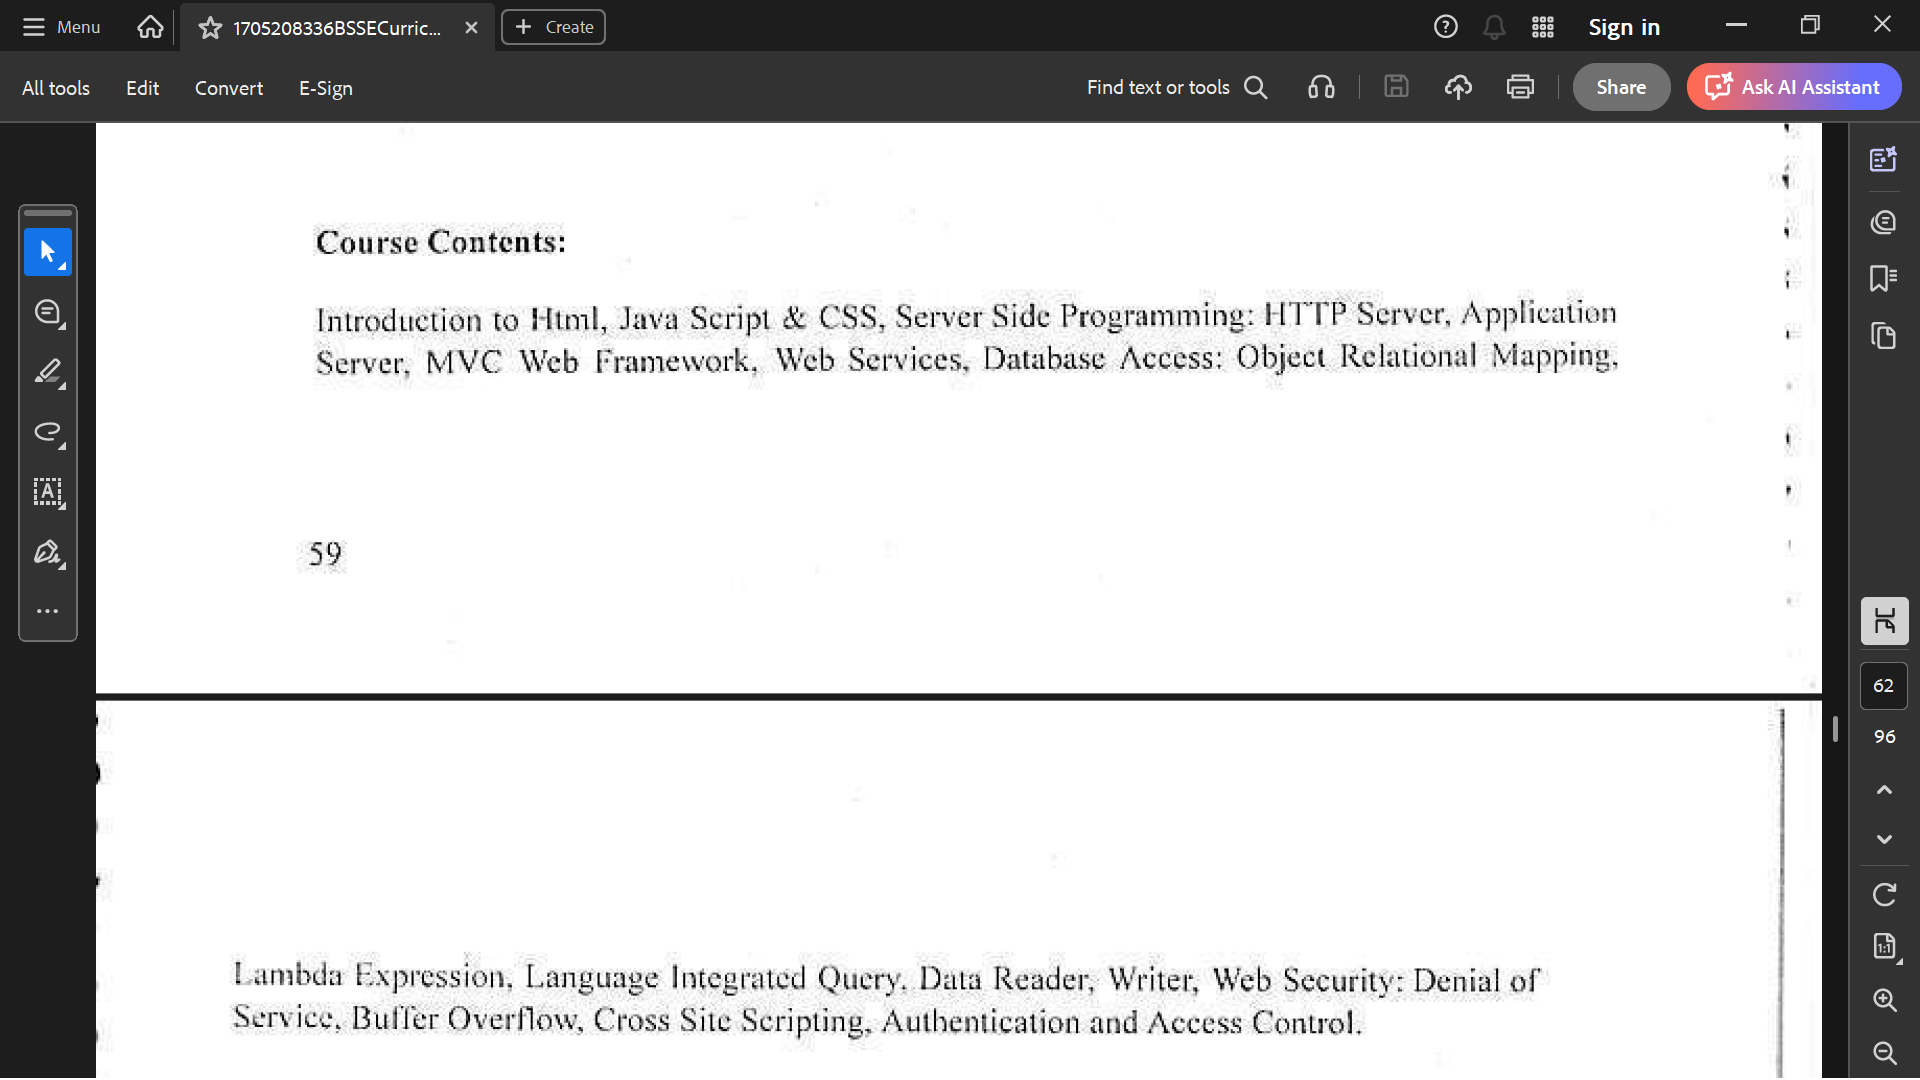 Menu
1705208336BSSECurric...
Create
Sign in
All tools
Edit
Convert
E-Sign
Find text or tools
Share
Ask AI Assistant
Course Contents:
Introduction to Html, Java Script & CSS, Server Side Programming: HTTP Server, Application
Server, MVC Web Framework, Web Services, Database Access: Object Relational Mapping,
59
62
96
Lambda Expression, Language Integrated Query, Data Reader, Writer, Web Security: Denial of
Service, Buffer Overflow, Cross Site Scripting, Authentication and Access Control.